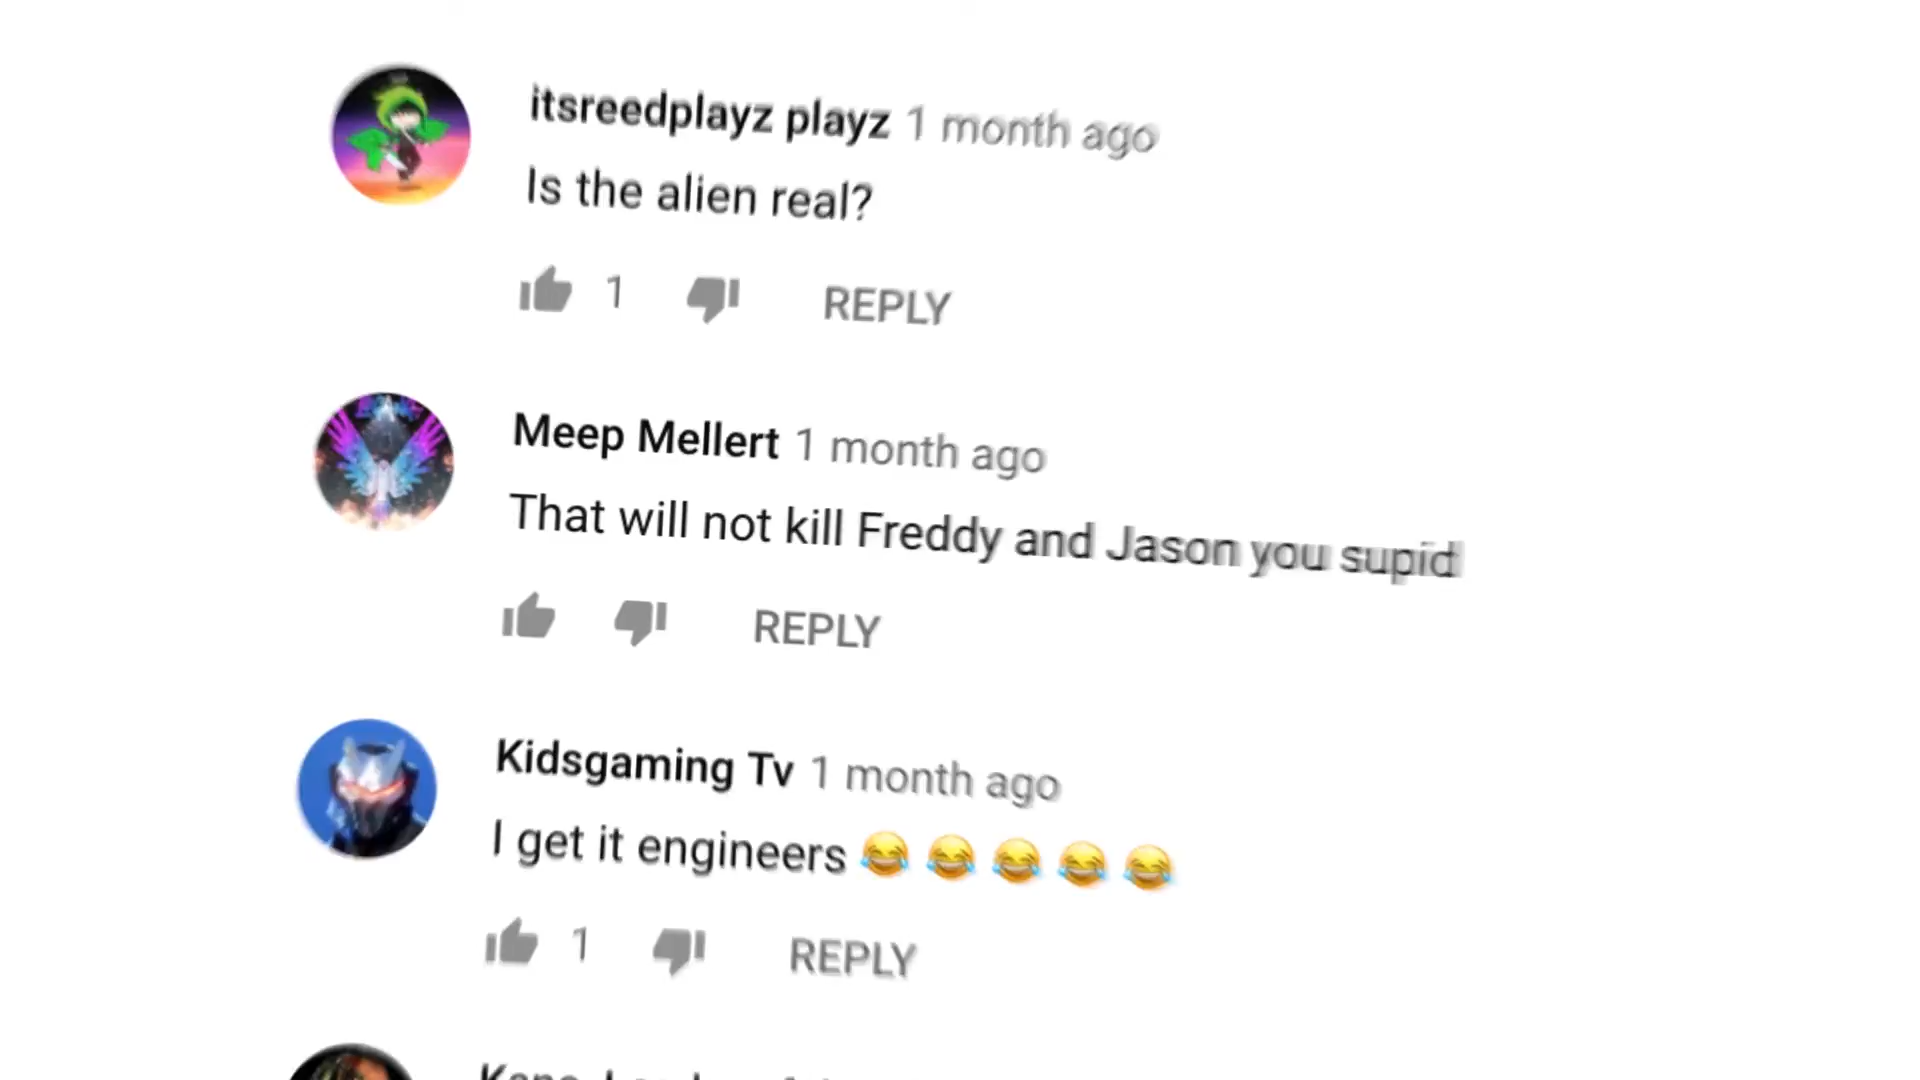 itsreedplayz playz 1 month ago
Is the alien real?
1 REPLY
Meep Mellert 1 month ago
That will not kill Freddy and Jason you supid
REPLY
Kidsgaming Tv 1 month ago
I get it engineers 😂 😂 😂 😂 😂
1 REPLY